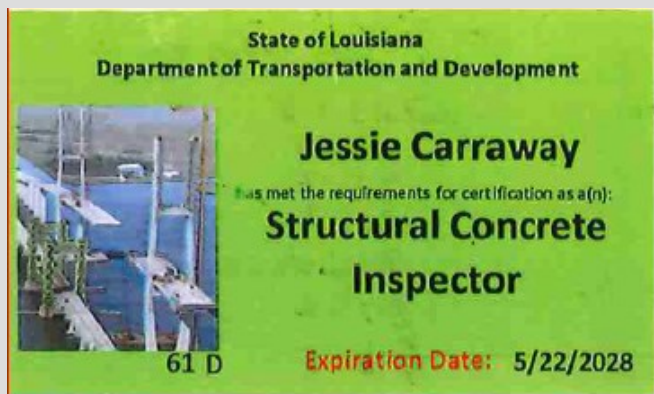 State of Louisiana
Department of Transportation and Development
Jessie Carraway
has met the requirements for certification as a(n):
Structural Concrete
Inspector
61 D
Expiration Date: 5/22/2028